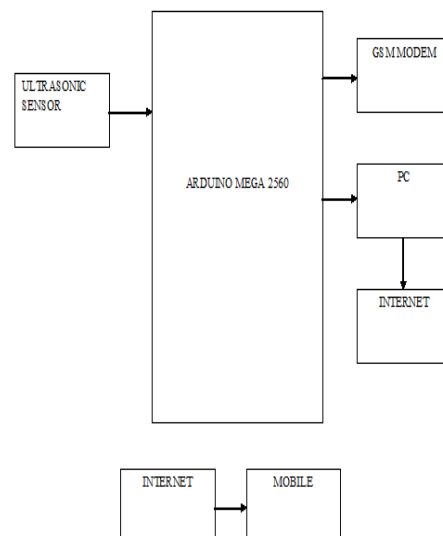 ULTRASONIC
SENSOR
ARDUINO MEGA 2560
GSM MODEM
PC
INTERNET
INTERNET
MOBILE